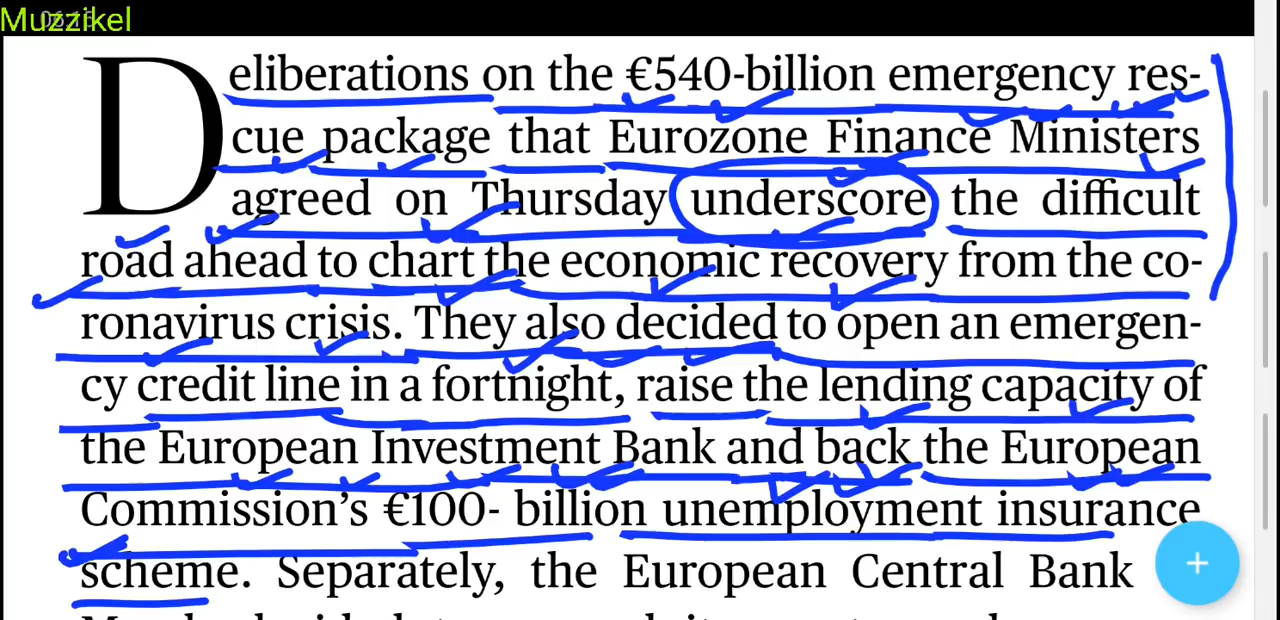 Muzzikel
Deliberations on the €540-billion emergency res-
cue package that Eurozone Finance Ministers
agreed on Thursday underscore the difficult
road ahead to chart the economic recovery from the co-
ronavirus crisis. They also decided to open an emergen-
cy credit line in a fortnight, raise the lending capacity of
the European Investment Bank and back the European
Commission’s €100- billion unemployment insurance
scheme. Separately, the European Central Bank